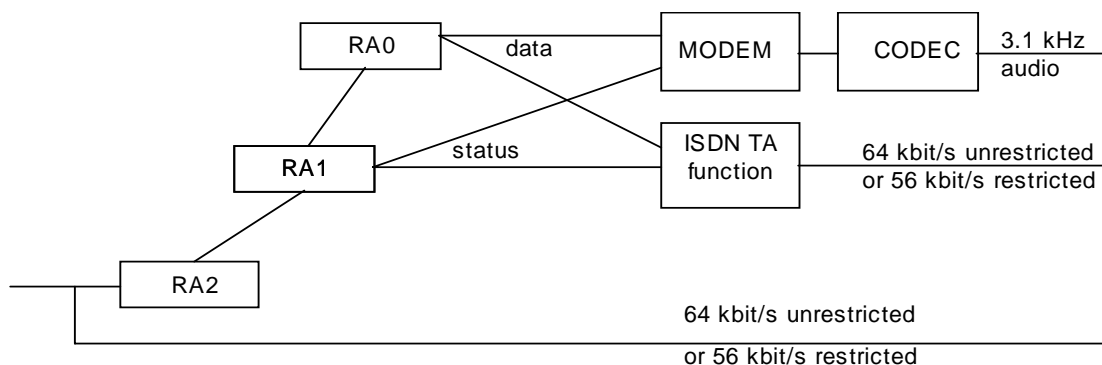 RA0
data
MODEM
CODEC
3.1 kHz
audio
RA1
status
ISDN TA
function
64 kbit/s unrestricted
or 56 kbit/s restricted
RA2
64 kbit/s unrestricted
or 56 kbit/s restricted